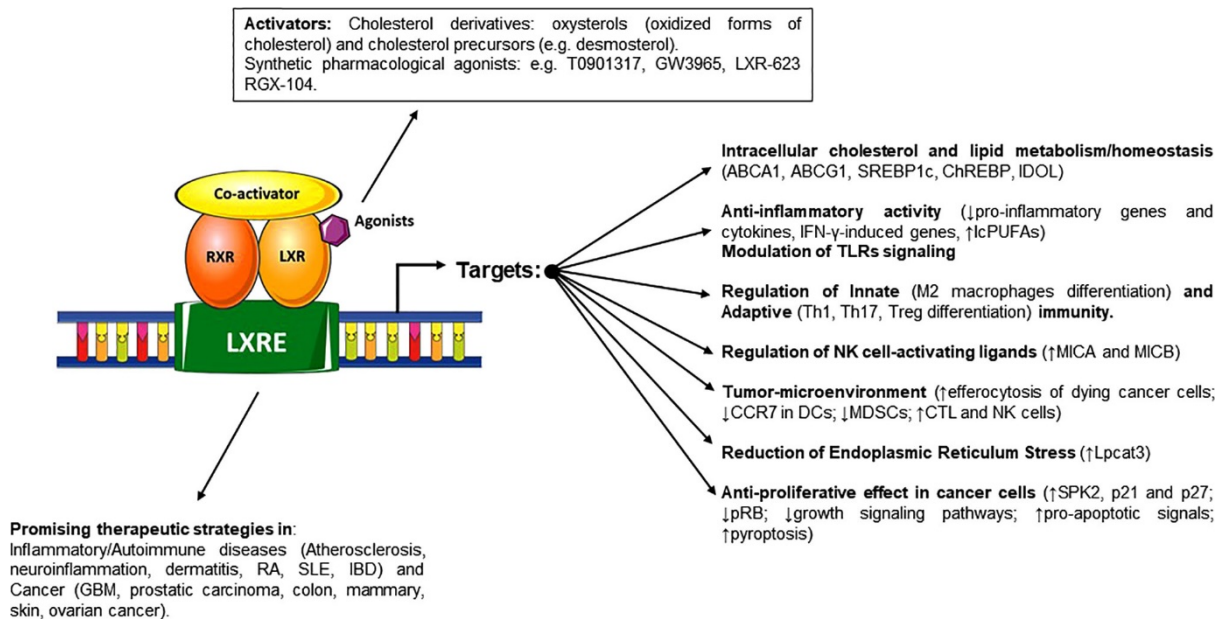 Activators: Cholesterol derivatives: oxysterols (oxidized forms of
cholesterol) and cholesterol precursors (e.g. desmosterol).
Synthetic pharmacological agonists: e.g. T0901317, GW3965, LXR-623
RGX-104.
Co-activator
Agonists
RXR
LXR
LXRE
Targets:
Intracellular cholesterol and lipid metabolism/homeostasis
(ABCA1, ABCG1, SREBP1c, ChREBP, IDOL)
Anti-inflammatory activity (↓pro-inflammatory genes and
cytokines, IFN-γ-induced genes, ↑lcPUFAs)
Modulation of TLRs signaling
Regulation of Innate (M2 macrophages differentiation) and
Adaptive (Th1, Th17, Treg differentiation) immunity.
Regulation of NK cell-activating ligands (↑MICA and MICB)
Tumor-microenvironment (↑efferocytosis of dying cancer cells;
↓CCR7 in DCs; ↓MDSCs; ↑CTL and NK cells)
Reduction of Endoplasmic Reticulum Stress (↑Lpcat3)
Anti-proliferative effect in cancer cells (↑SPK2, p21 and p27;
↓pRB; ↓growth signaling pathways; ↑pro-apoptotic signals;
↑pyroptosis)
Promising therapeutic strategies in:
Inflammatory/Autoimmune diseases (Atherosclerosis,
neuroinflammation, dermatitis, RA, SLE, IBD) and
Cancer (GBM, prostatic carcinoma, colon, mammary,
skin, ovarian cancer).